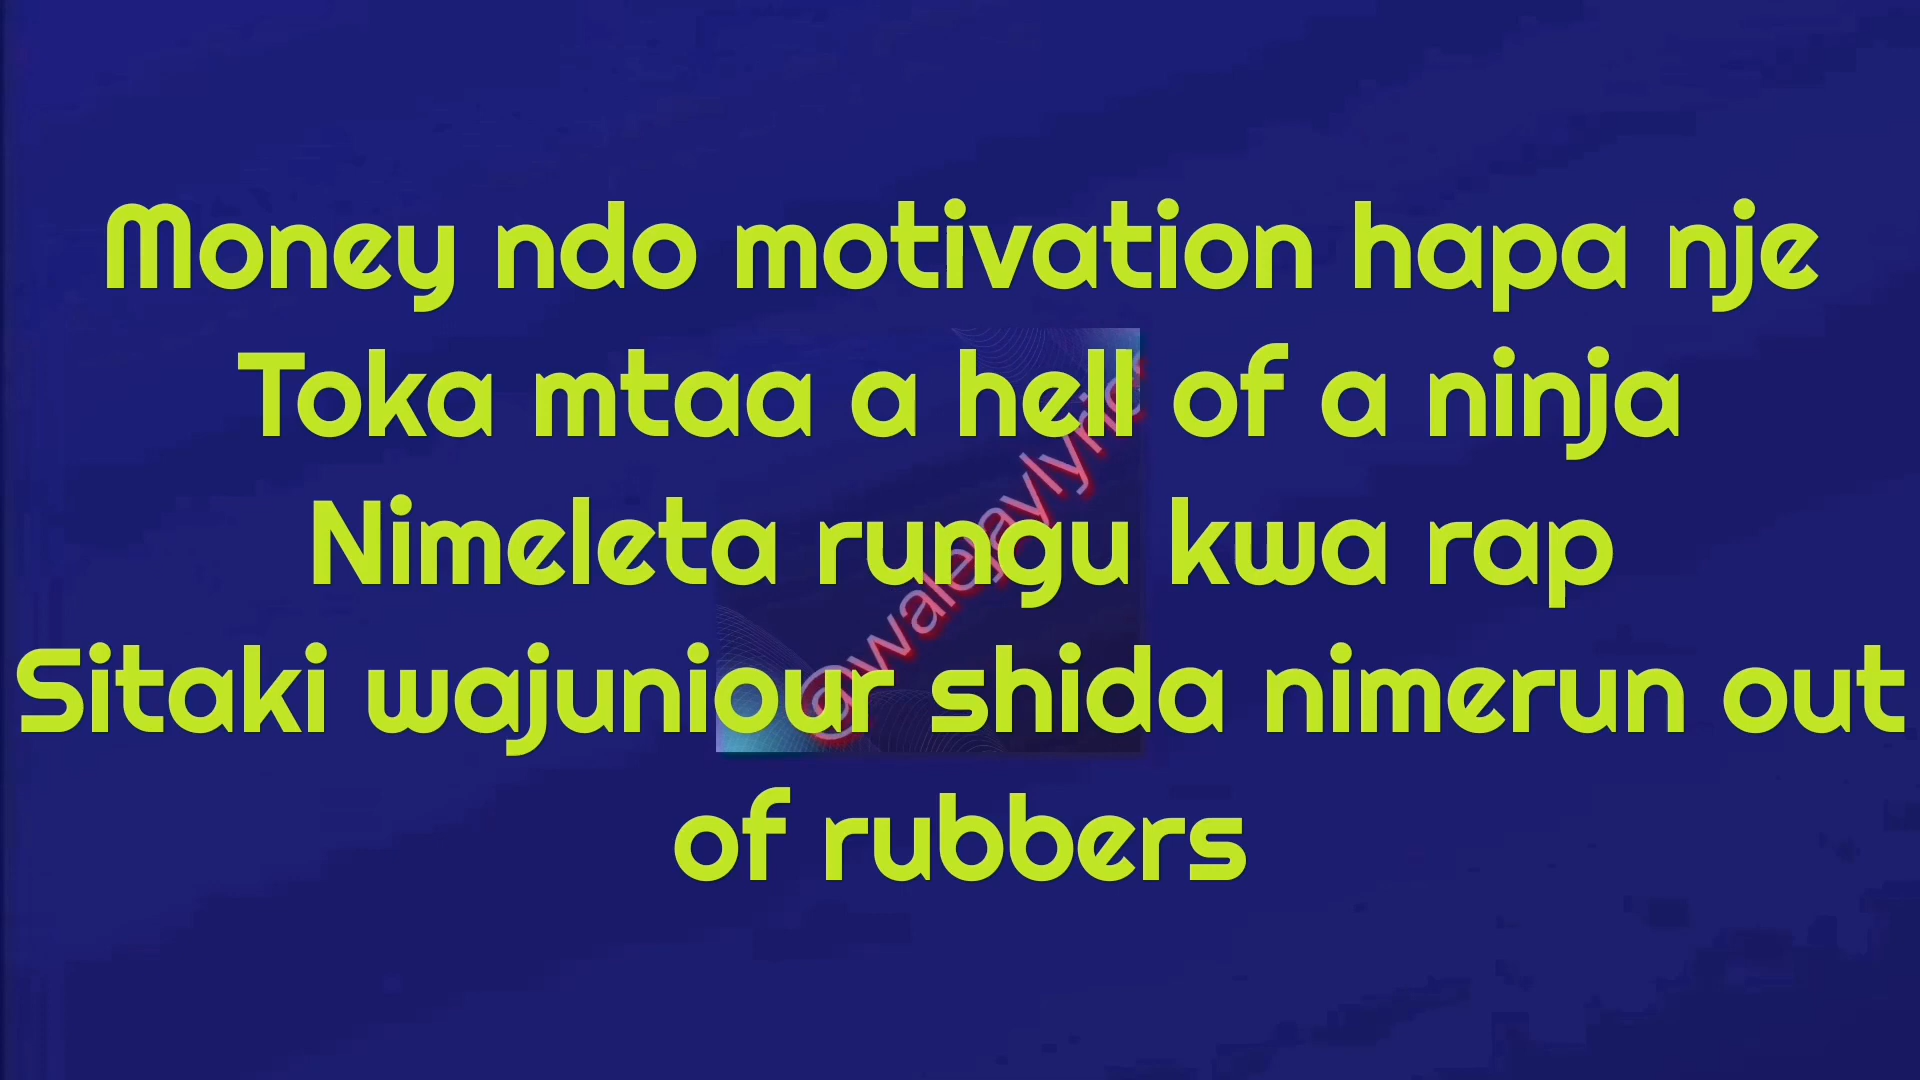 Money ndo motivation hapa nje
Toka mtaa a hell of a ninja
Nimeleta rungu kwa rap
Sitaki wajuniour shida nimerun out
of rubbers
@walejaylyrics